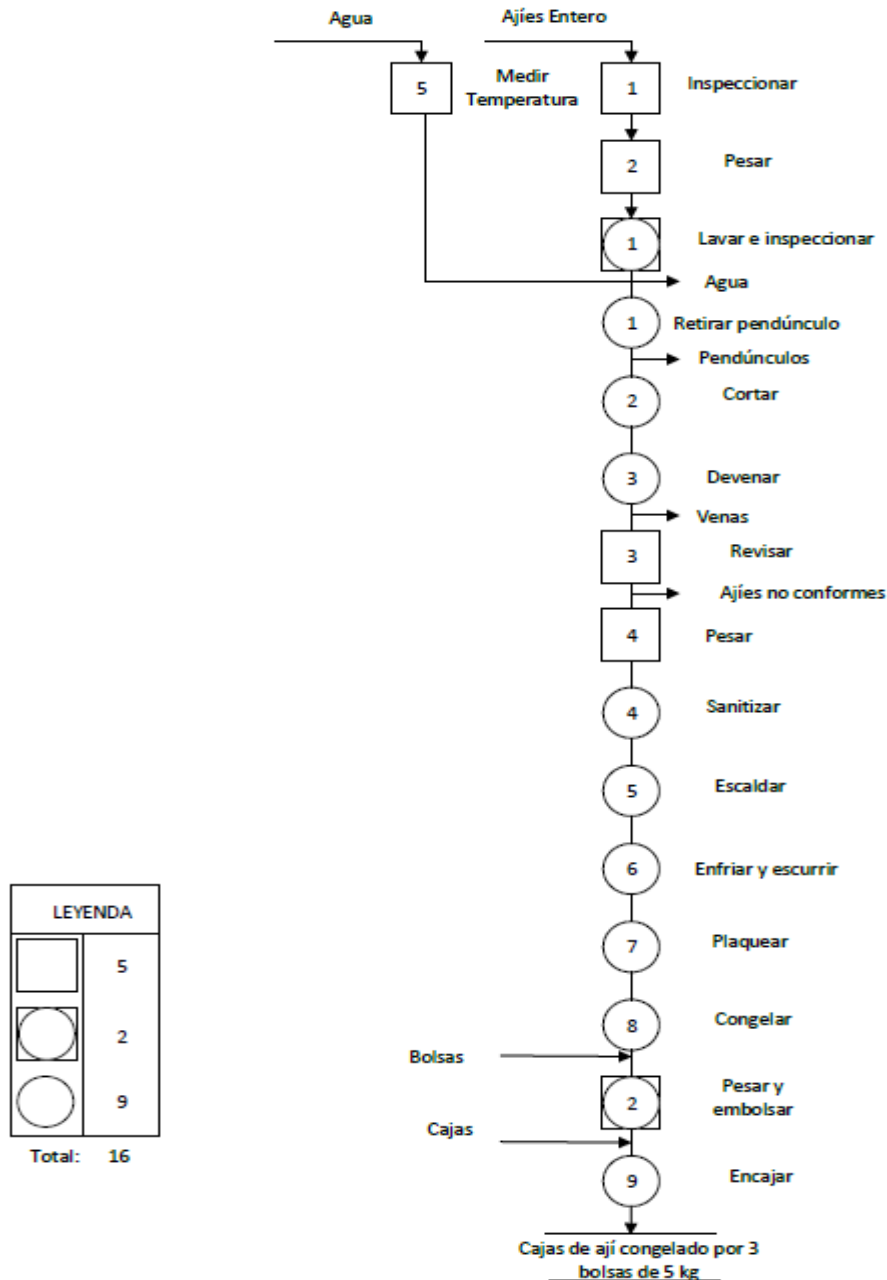 Agua
Ajíes Entero
5
Medir
Temperatura
1
Inspeccionar
2
Pesar
1
Lavar e inspeccionar
Agua
1
Retirar pendúnculo
Pendúnculos
2
Cortar
3
Devenar
Venas
3
Revisar
Ajíes no conformes
4
Pesar
4
Sanitizar
5
Escaldar
6
Enfriar y escurrir
7
Plaquear
8
Congelar
Bolsas
2
Pesar y
embolsar
Cajas
9
Encajar
Cajas de ají congelado por 3
bolsas de 5 kg
LEYENDA
5
2
9
Total: 16